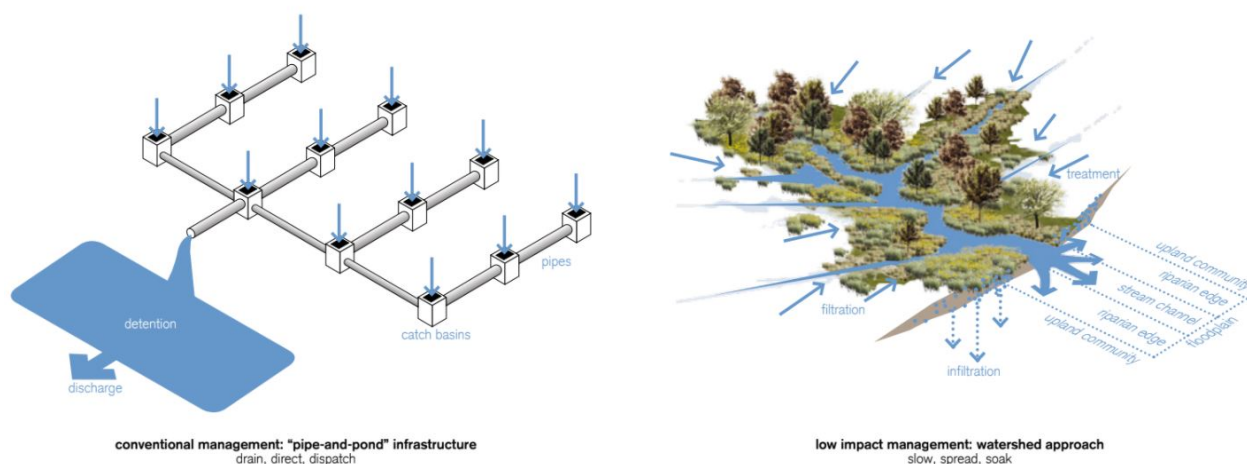 pipes
catch basins
detention
discharge
conventional management: “pipe-and-pond” infrastructure
drain, direct, dispatch
treatment
filtration
infiltration
upland community
riparian edge
stream channel
riparian edge
upland community
floodplain
low impact management: watershed approach
slow, spread, soak